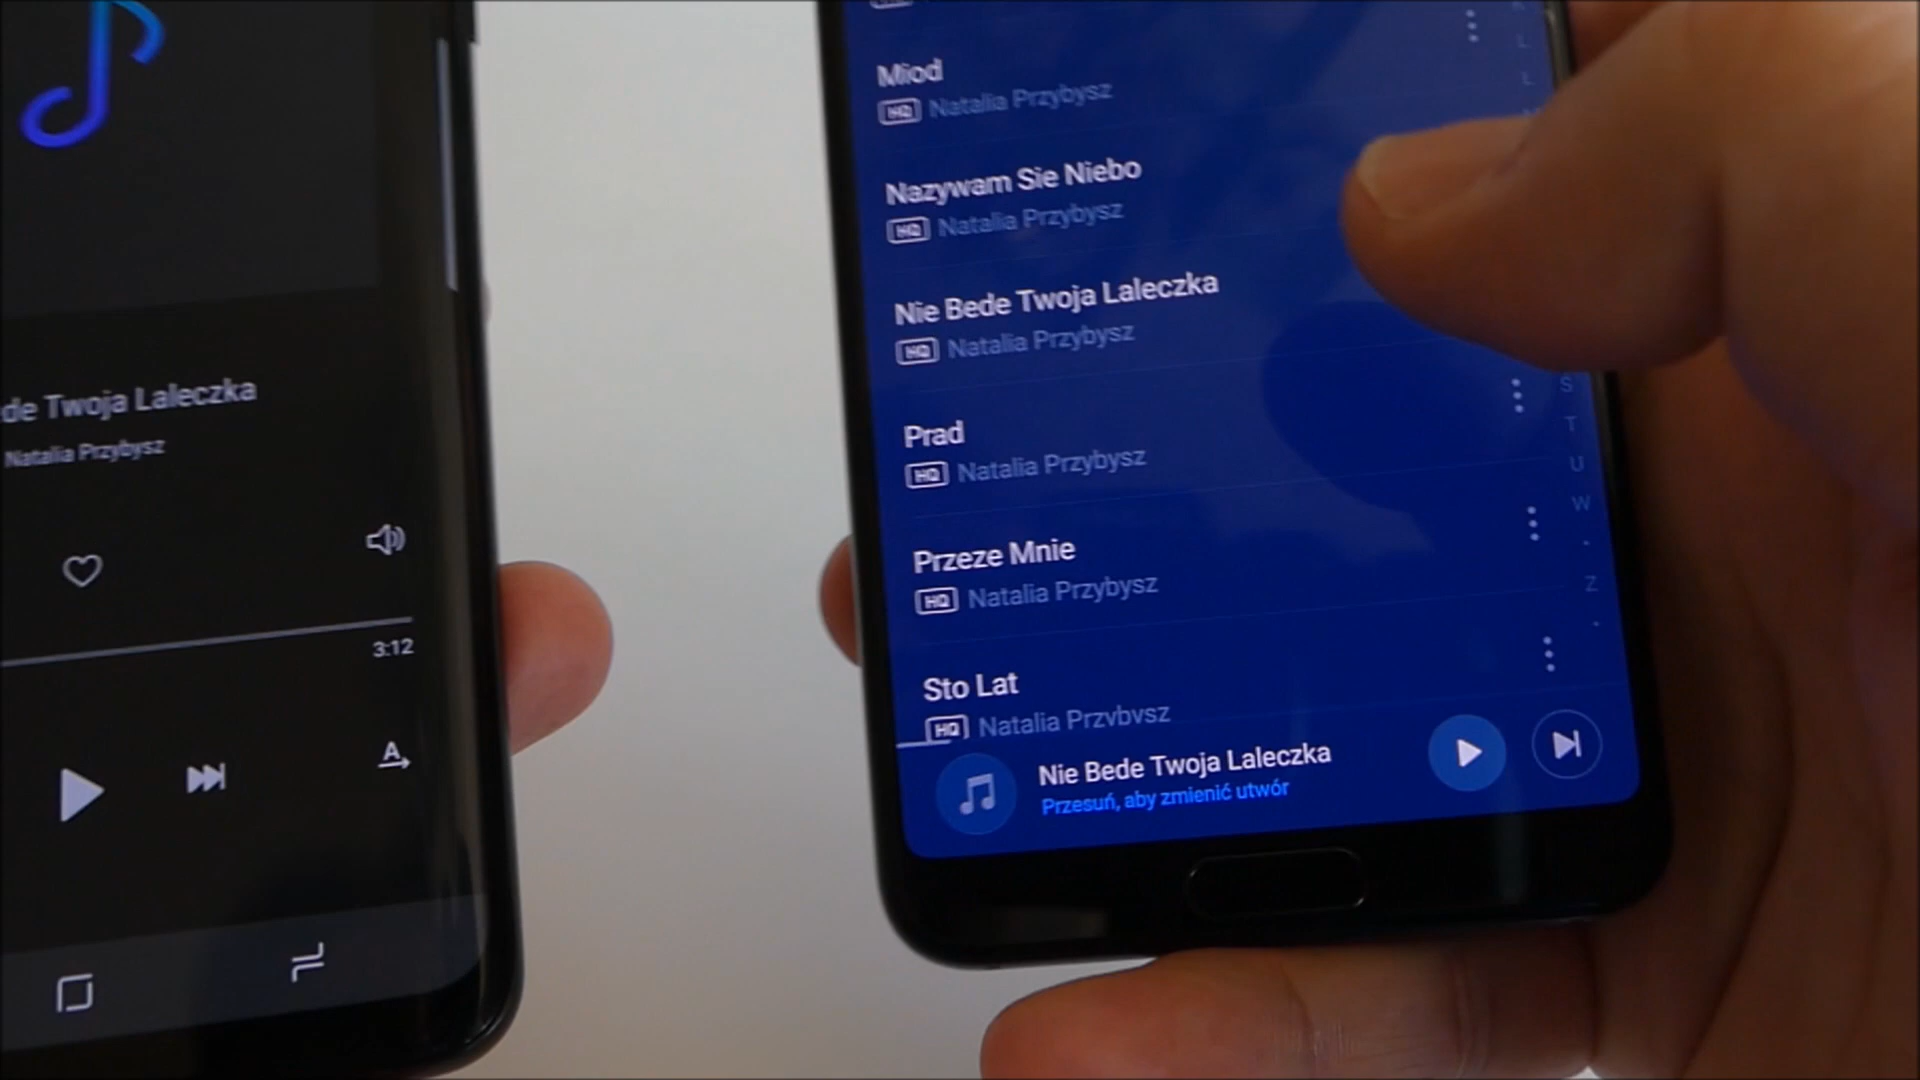 de Twoja Laleczka
Natalia Przybysz
3:12
A
Miod
HQ Natalia Przybysz
Nazywam Sie Niebo
HQ Natalia Przybysz
Nie Bede Twoja Laleczka
HQ Natalia Przybysz
Prad
HQ Natalia Przybysz
Przeze Mnie
HQ Natalia Przybysz
Sto Lat
HQ Natalia Przybysz
Nie Bede Twoja Laleczka
Przesuń, aby zmienić utwór
L
Ł
S
T
U
W
Z